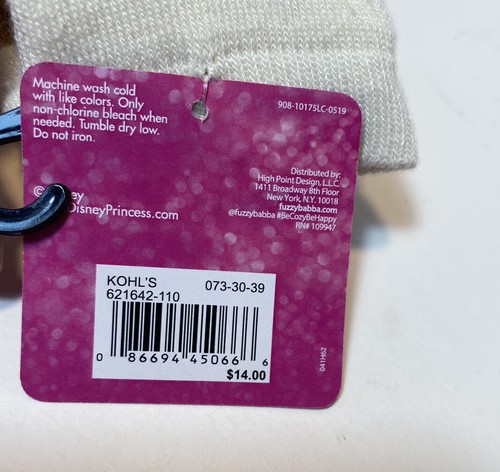 Machine wash cold
with like colors. Only
non-chlorine bleach when
needed. Tumble dry low.
Do not iron.
908-1017SLC-0519
Distributed by:
High Point Design, L.L.C.
1411 Broadway 8th Floor
New York, N.Y. 10018
fuzzybabba.com
@fuzzybabba #BeCozyBeHappy
RN# 109947
©
ey
DisneyPrincess.com
KOHL'S 073-30-39
621642-110
0 86694 45066 6
$14.00
041H62